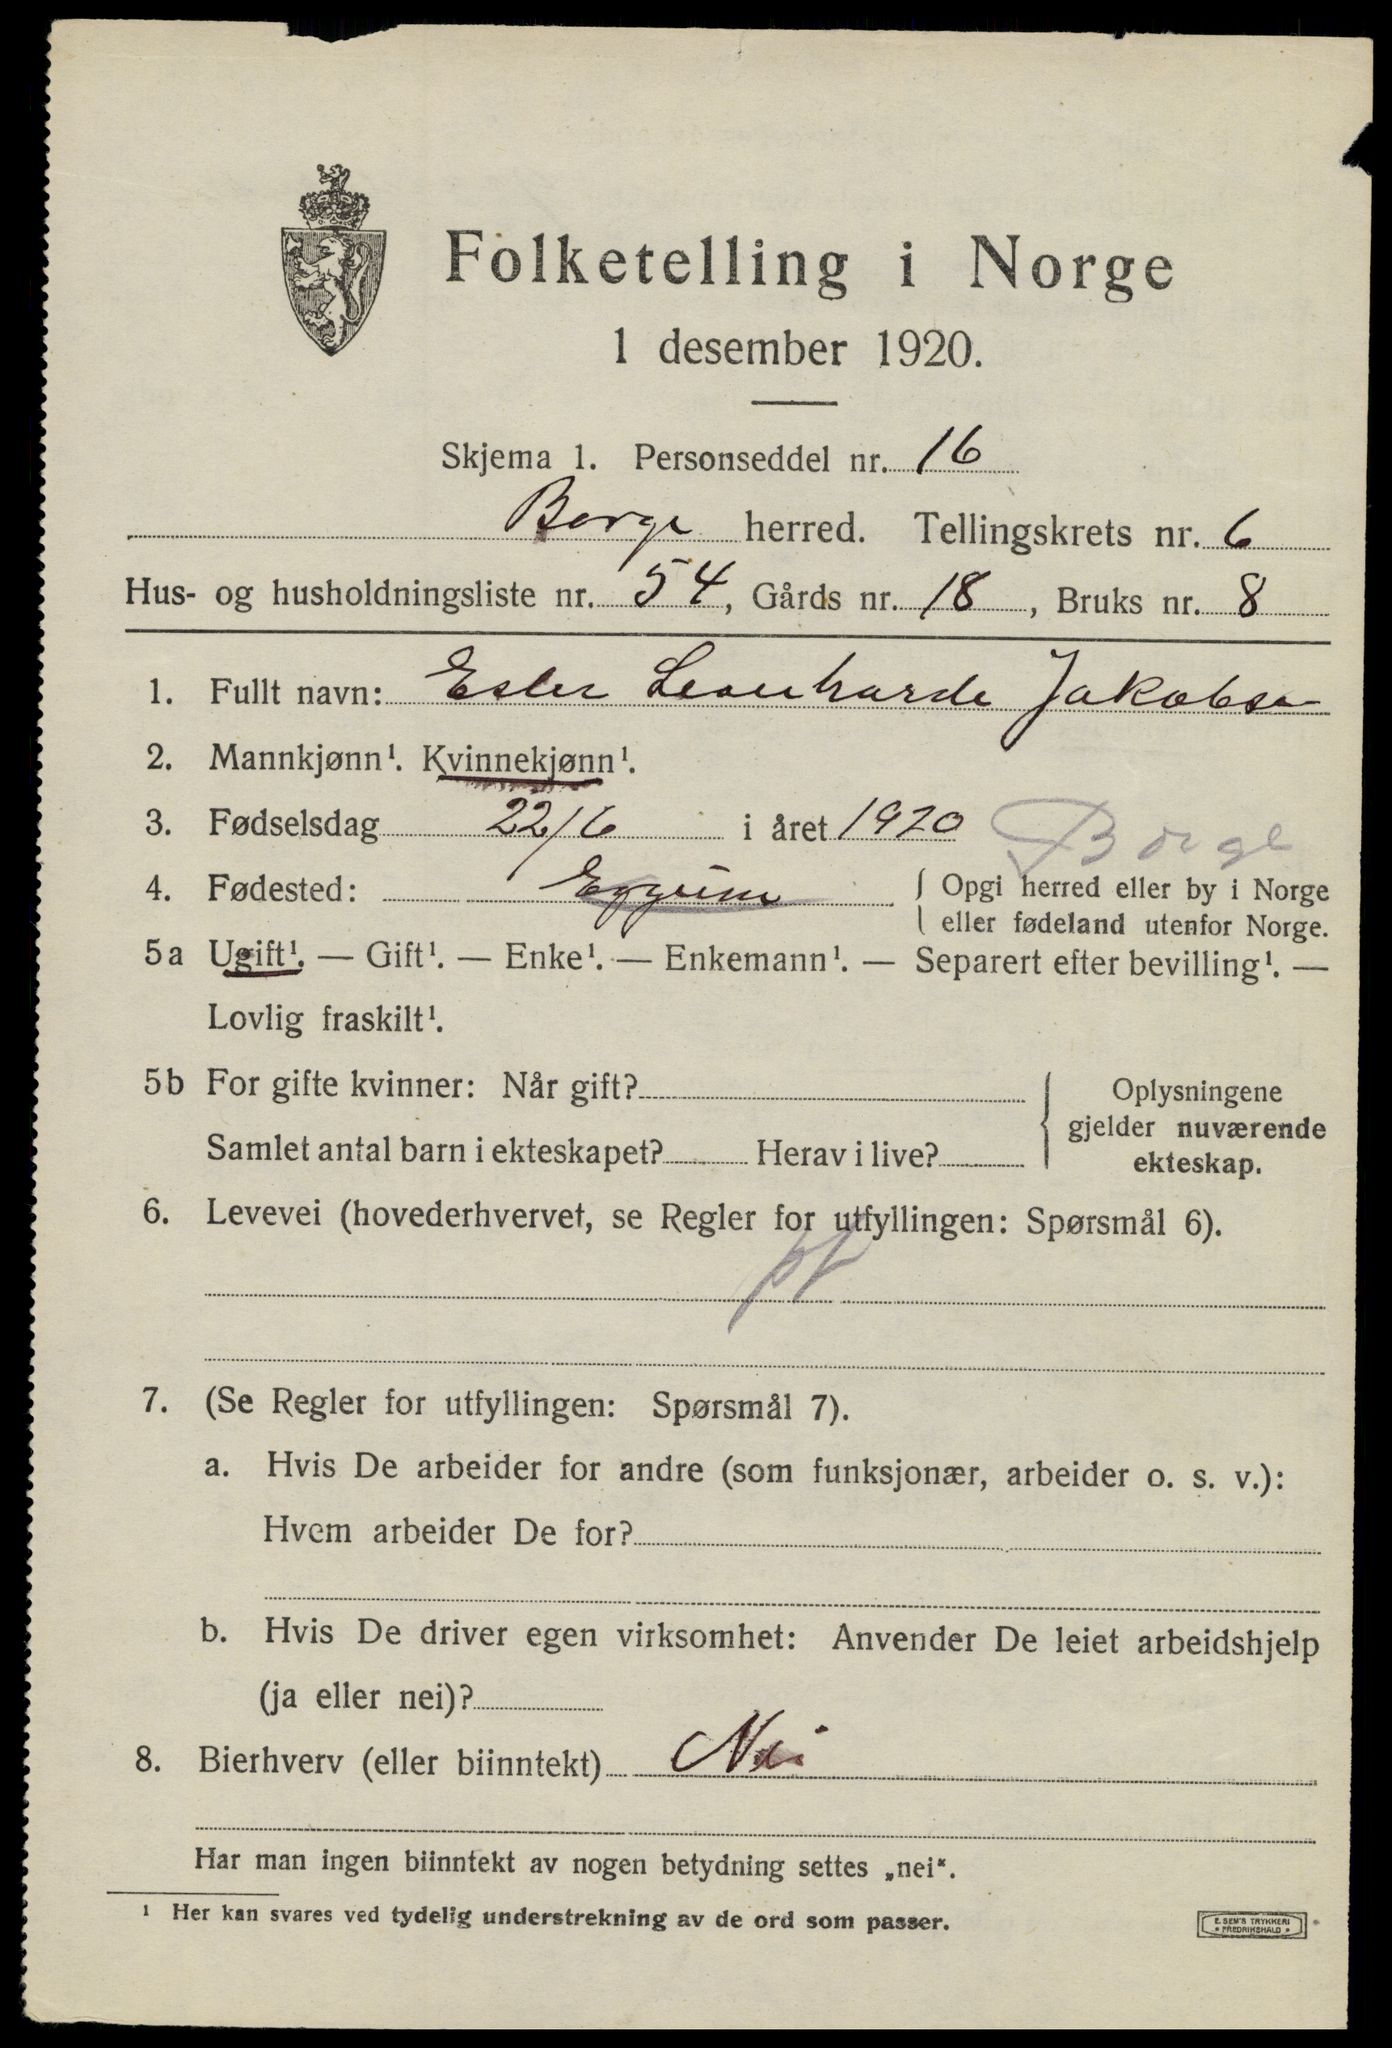 Folketelling i Norge
1 desember 1920.
Skjema 1. Personseddel nr. 16
Borge herred. Tellingskrets nr. 6
Hus- og husholdningsliste nr. 54, Gårds nr. 18, Bruks nr. 8
1. Fullt navn: Ester Leonharde Jakobsen
2. Mannkjønn¹. Kvinnekjønn¹.
3. Fødselsdag 22/6 i året 1920
Borge
4. Fødested: Eggum { Opgi herred eller by i Norge
eller fødeland utenfor Norge.
5a Ugift¹. — Gift¹. — Enke¹. — Enkemann¹. — Separert efter bevilling¹. —
Lovlig fraskilt¹.
5b For gifte kvinner: Når gift?
Samlet antal barn i ekteskapet? Herav i live?
Oplysningene
gjelder nuværende
ekteskap.
6. Levevei (hovederhvervet, se Regler for utfyllingen: Spørsmål 6).
7. (Se Regler for utfyllingen: Spørsmål 7).
a. Hvis De arbeider for andre (som funksjonær, arbeider o. s. v.):
Hvem arbeider De for?
b. Hvis De driver egen virksomhet: Anvender De leiet arbeidshjelp
(ja eller nei)?
8. Bierhverv (eller biinntekt) Nei
Har man ingen biinntekt av nogen betydning settes „nei“.
¹ Her kan svares ved tydelig understrekning av de ord som passer.
E. SEM'S TRYKKERI
FREDRIKSHALD